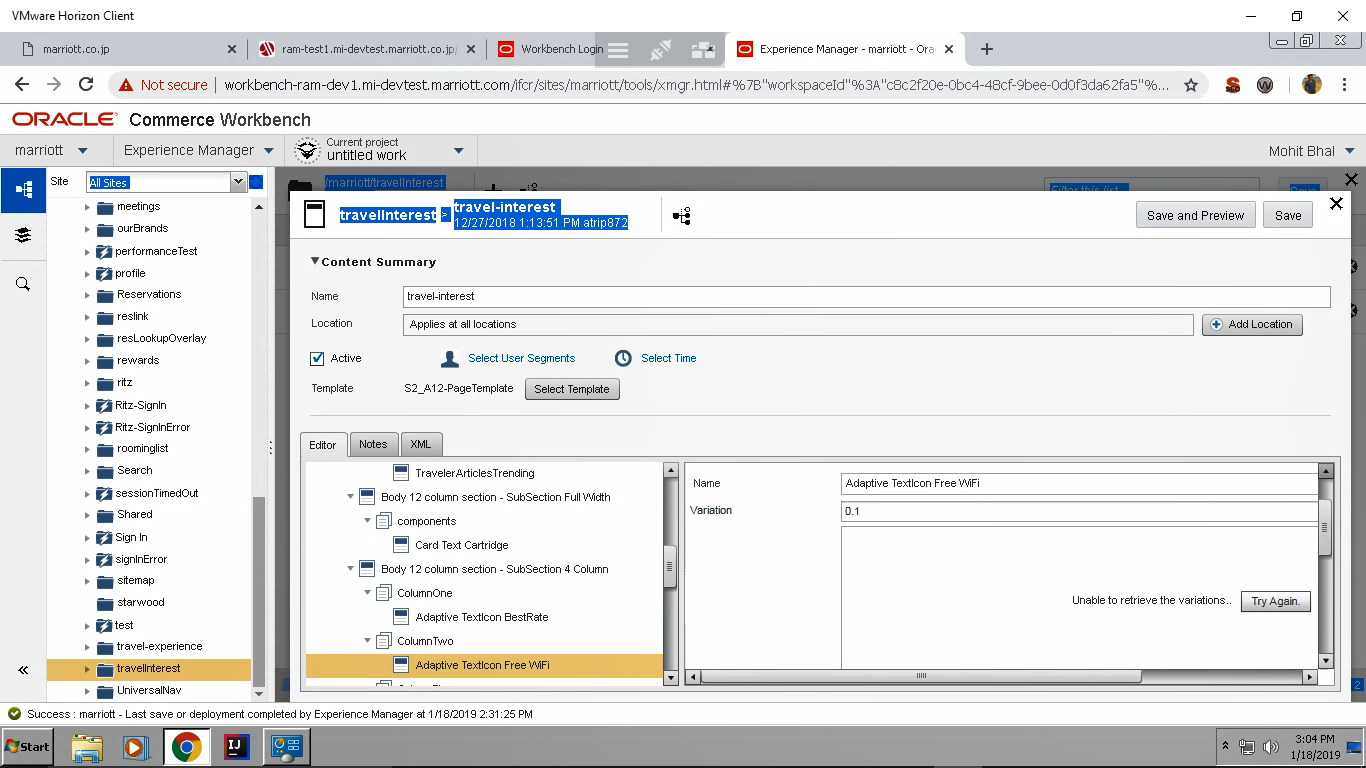 VMware Horizon Client
marriott.co.jp
ram-test1.mi-devtest.marriott.co.jp/
Workbench Login
Experience Manager - marriott - Ora
Not secure
workbench-ram-dev1.mi-devtest.marriott.com/ifcr/sites/marriott/tools/xmgr.html#%7B"workspaceId"%3A"c8c2f20e-0bc4-48cf-9bee-0d0f3da62fa5"%...
ORACLE Commerce Workbench
marriott
Experience Manager
Current project
untitled work
Mohit Bhal
Site
All Sites
/marriott/travelInterest
meetings
ourBrands
performanceTest
profile
Reservations
reslink
resLookupOverlay
rewards
ritz
Ritz-SignIn
Ritz-SignInError
roominglist
Search
sessionTimedOut
Shared
Sign In
signInError
sitemap
starwood
test
travel-experience
travelInterest
UniversalNav
travelInterest > travel-interest
12/27/2018 1:13:51 PM atrip872
Save and Preview
Save
Content Summary
Name
travel-interest
Location
Applies at all locations
Add Location
Active
Select User Segments
Select Time
Template
S2_A12-PageTemplate
Select Template
Editor
Notes
XML
TravelerArticlesTrending
Body 12 column section - SubSection Full Width
components
Card Text Cartridge
Body 12 column section - SubSection 4 Column
ColumnOne
Adaptive TextIcon BestRate
ColumnTwo
Adaptive TextIcon Free WiFi
Name
Adaptive TextIcon Free WiFi
Variation
0.1
Unable to retrieve the variations..
Try Again.
Success : marriott - Last save or deployment completed by Experience Manager at 1/18/2019 2:31:25 PM
Start
3:04 PM
1/18/2019